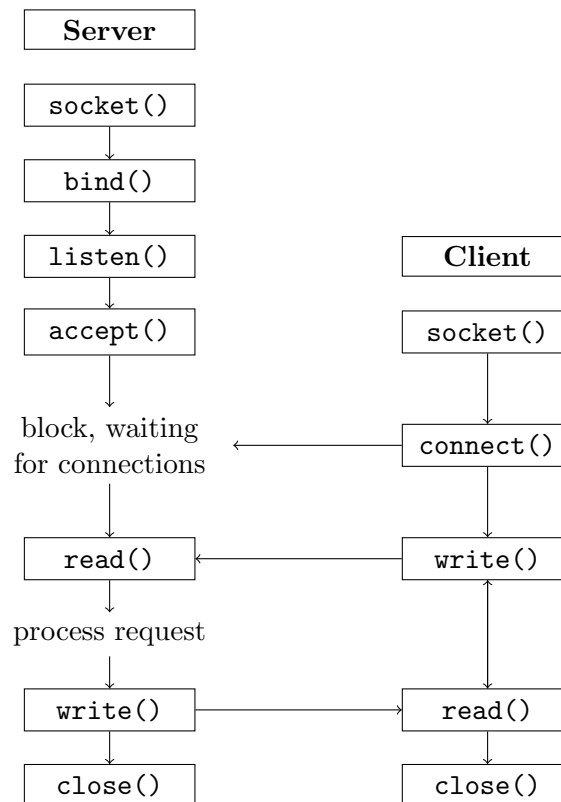 Server
socket()
bind()
listen()
accept()
block, waiting
for connections
read()
process request
write()
close()
Client
socket()
connect()
write()
read()
close()